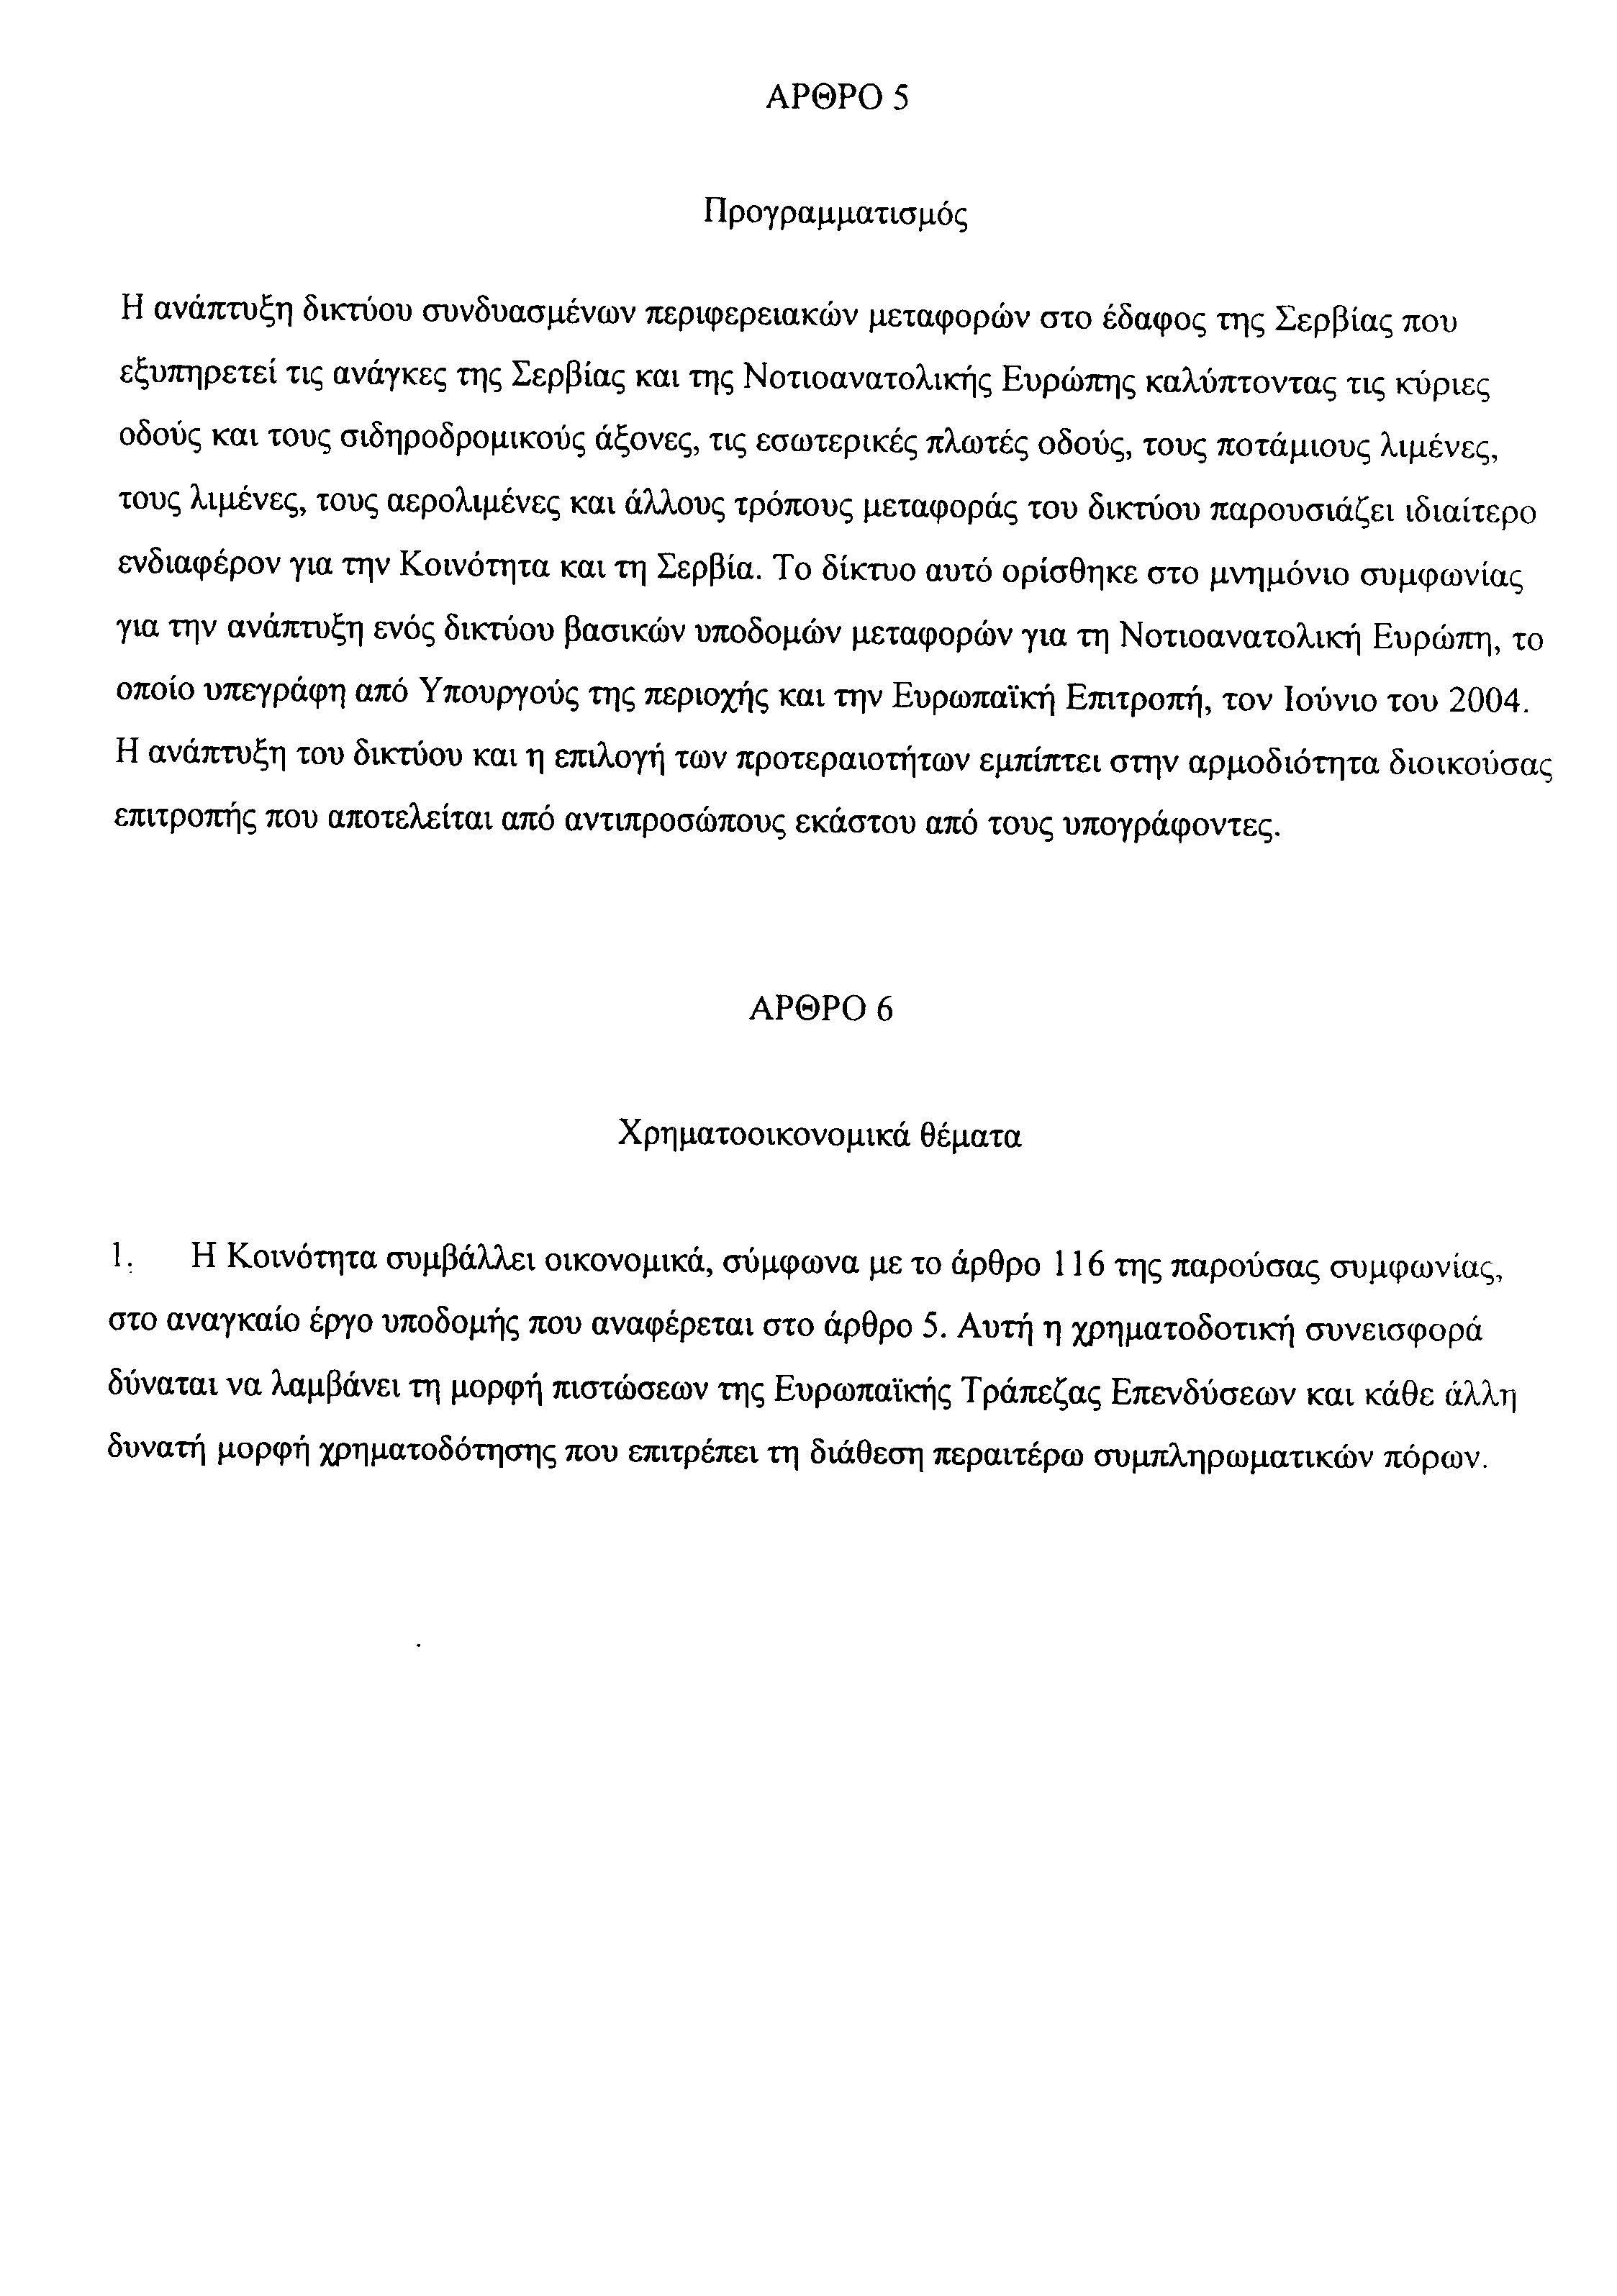 ΑΡΘΡΟ 5
Προγραμματισμός
Η ανάπτυξη δικτύου συνδυασμένων περιφερειακών μεταφορών στο έδαφος της Σερβίας που
εξυπηρετεί τις ανάγκες της Σερβίας και της Νοτιοανατολικής Ευρώπης καλύπτοντας τις κύριες
οδούς και τους σιδηροδρομικούς άξονες, τις εσωτερικές πλωτές οδούς, τους ποτάμιους λιμένες,
τους λιμένες, τους αερολιμένες και άλλους τρόπους μεταφοράς του δικτύου παρουσιάζει ιδιαίτερο
ενδιαφέρον για την Κοινότητα και τη Σερβία. Το δίκτυο αυτό ορίσθηκε στο μνημόνιο συμφωνίας
για την ανάπτυξη ενός δικτύου βασικών υποδομών μεταφορών για τη Νοτιοανατολική Ευρώπη, το
οποίο υπεγράφη από Υπουργούς της περιοχής και την Ευρωπαϊκή Επιτροπή, τον Ιούνιο του 2004.
Η ανάπτυξη του δικτύου και η επιλογή των προτεραιοτήτων εμπίπτει στην αρμοδιότητα διοικούσας
επιτροπής που αποτελείται από αντιπροσώπους εκάστου από τους υπογράφοντες.
ΑΡΘΡΟ 6
Χρηματοοικονομικά θέματα
1. Η Κοινότητα συμβάλλει οικονομικά, σύμφωνα με το άρθρο 116 της παρούσας συμφωνίας,
στο αναγκαίο έργο υποδομής που αναφέρεται στο άρθρο 5. Αυτή η χρηματοδοτική συνεισφορά
δύναται να λαμβάνει τη μορφή πιστώσεων της Ευρωπαϊκής Τράπεζας Επενδύσεων και κάθε άλλη
δυνατή μορφή χρηματοδότησης που επιτρέπει τη διάθεση περαιτέρω συμπληρωματικών πόρων.